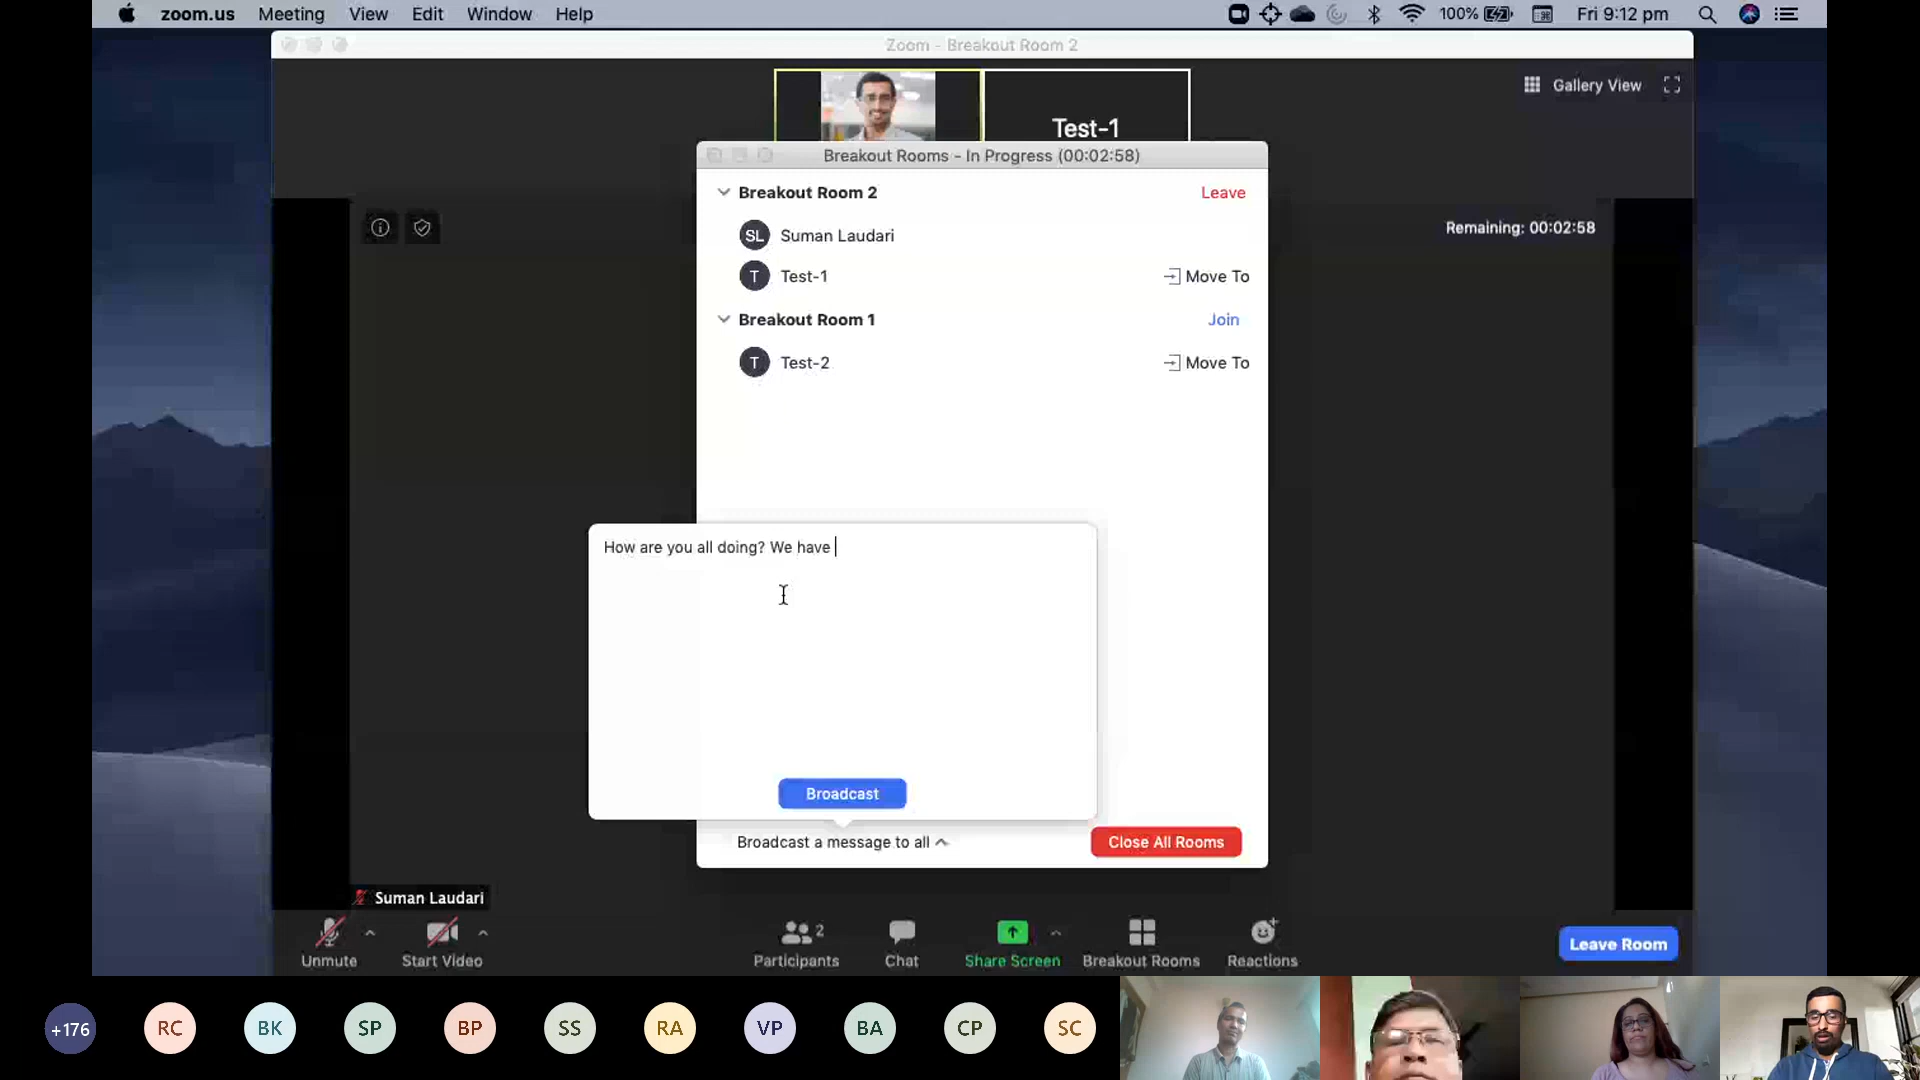 zoom.us Meeting View Edit Window Help 100% Fri 9:12 pm
Zoom - Breakout Room 2
Gallery View
Test-1
Breakout Rooms - In Progress (00:02:58)
Breakout Room 2 Leave
SL Suman Laudari
T Test-1 Move To
Breakout Room 1 Join
T Test-2 Move To
Remaining: 00:02:58
How are you all doing? We have
Broadcast
Broadcast a message to all
Close All Rooms
Suman Laudari
Unmute Start Video 2 Participants Chat Share Screen Breakout Rooms Reactions Leave Room
+176 RC BK SP BP SS RA VP BA CP SC